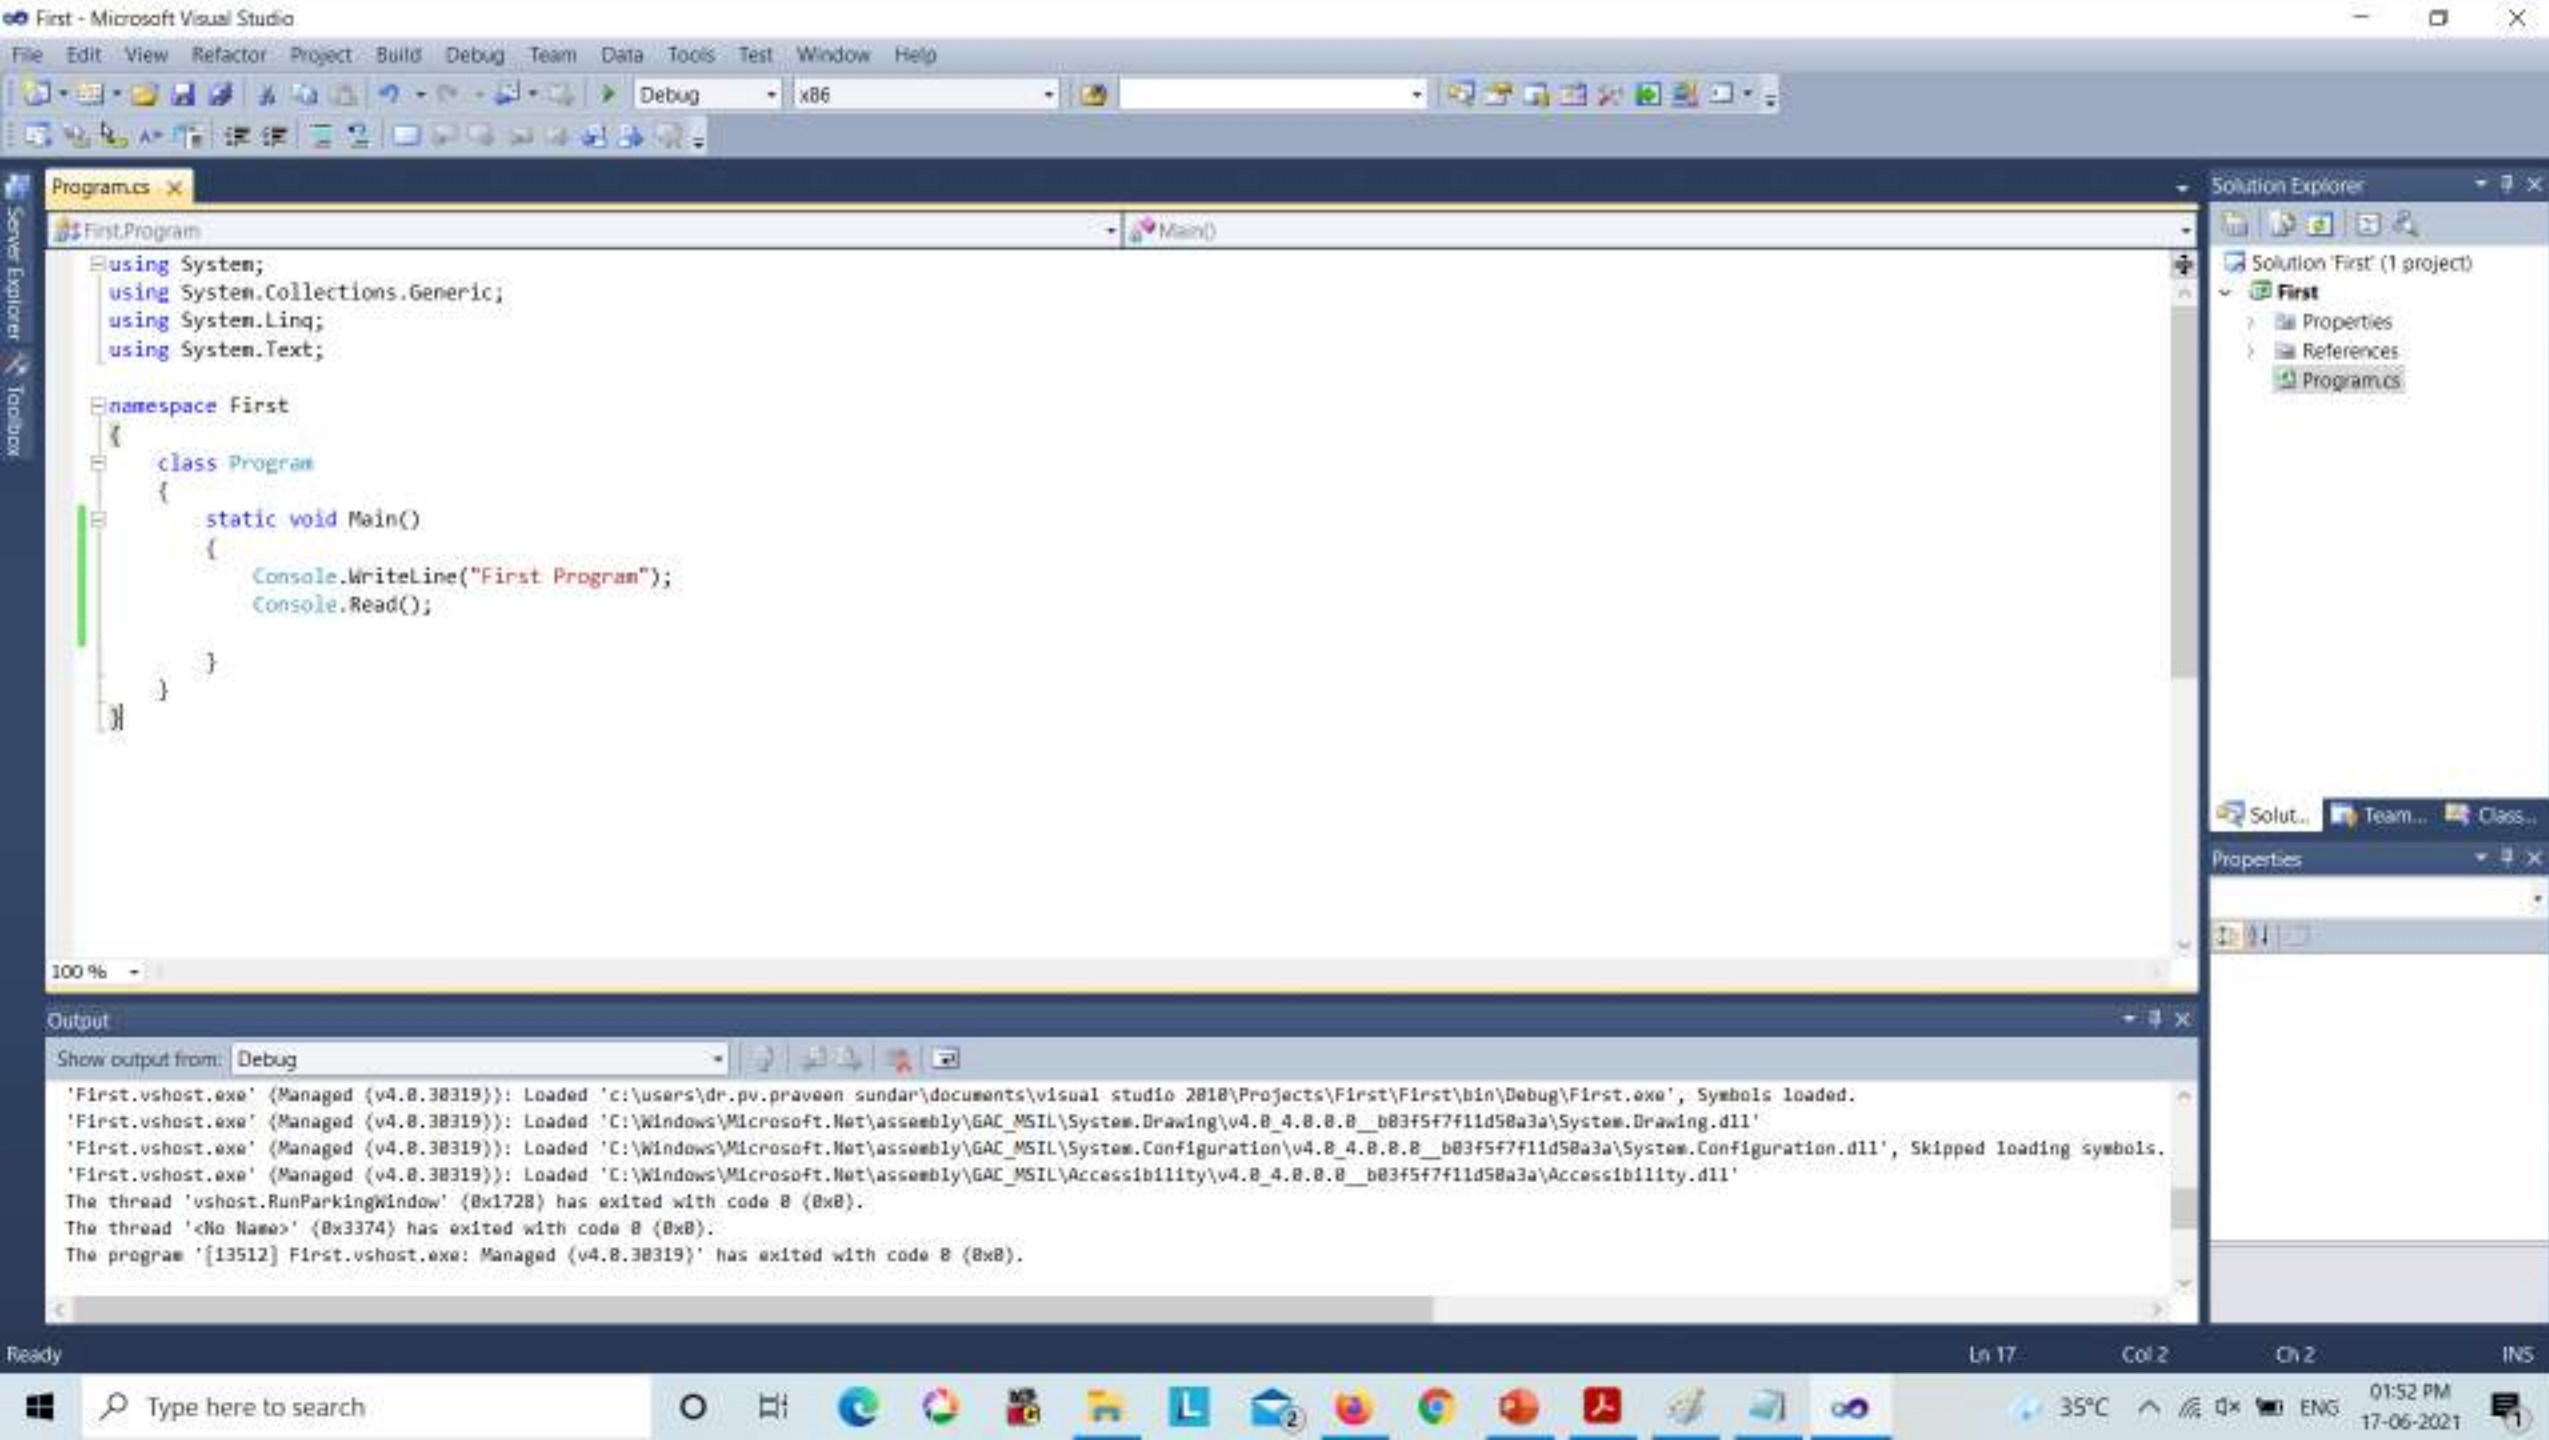 First - Microsoft Visual Studio
File Edit View Refactor Project Build Debug Team Data Tools Test Window Help
Debug x86
Server Explorer
Toolbox
Program.cs
First.Program Main()
using System;
using System.Collections.Generic;
using System.Linq;
using System.Text;
namespace First
{
class Program
{
static void Main()
{
Console.WriteLine("First Program");
Console.Read();
}
}
}
100 %
Solution Explorer
Solution 'First' (1 project)
First
Properties
References
Program.cs
Solut... Team... Class...
Properties
Output
Show output from: Debug
'First.vshost.exe' (Managed (v4.0.30319)): Loaded 'c:\users\dr.pv.praveen sundar\documents\visual studio 2010\Projects\First\First\bin\Debug\First.exe', Symbols loaded.
'First.vshost.exe' (Managed (v4.0.30319)): Loaded 'C:\Windows\Microsoft.Net\assembly\GAC_MSIL\System.Drawing\v4.0_4.0.0.0__b03f5f7f11d50a3a\System.Drawing.dll'
'First.vshost.exe' (Managed (v4.0.30319)): Loaded 'C:\Windows\Microsoft.Net\assembly\GAC_MSIL\System.Configuration\v4.0_4.0.0.0__b03f5f7f11d50a3a\System.Configuration.dll', Skipped loading symbols.
'First.vshost.exe' (Managed (v4.0.30319)): Loaded 'C:\Windows\Microsoft.Net\assembly\GAC_MSIL\Accessibility\v4.0_4.0.0.0__b03f5f7f11d50a3a\Accessibility.dll'
The thread 'vshost.RunParkingWindow' (0x1728) has exited with code 0 (0x0).
The thread '<No Name>' (0x3374) has exited with code 0 (0x0).
The program '[13512] First.vshost.exe: Managed (v4.0.30319)' has exited with code 0 (0x0).
Ready Ln 17 Col 2 Ch 2 INS
Type here to search
2
35°C ENG 01:52 PM
17-06-2021
1